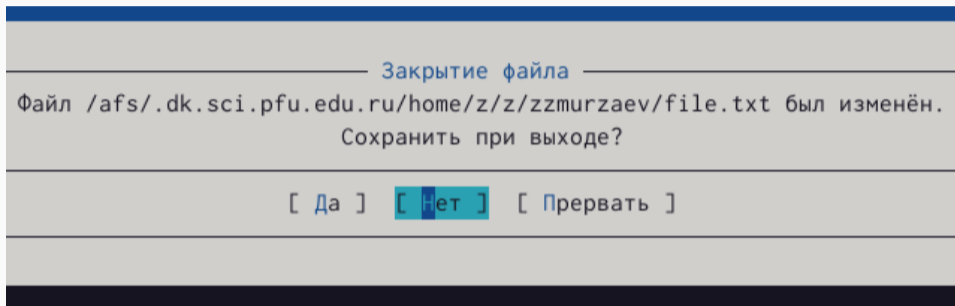 Закрытие файла
Файл /afs/.dk.sci.pfu.edu.ru/home/z/z/zzmurzaev/file.txt был изменён.
Сохранить при выходе?
[ Да ] [ Нет ] [ Прервать ]